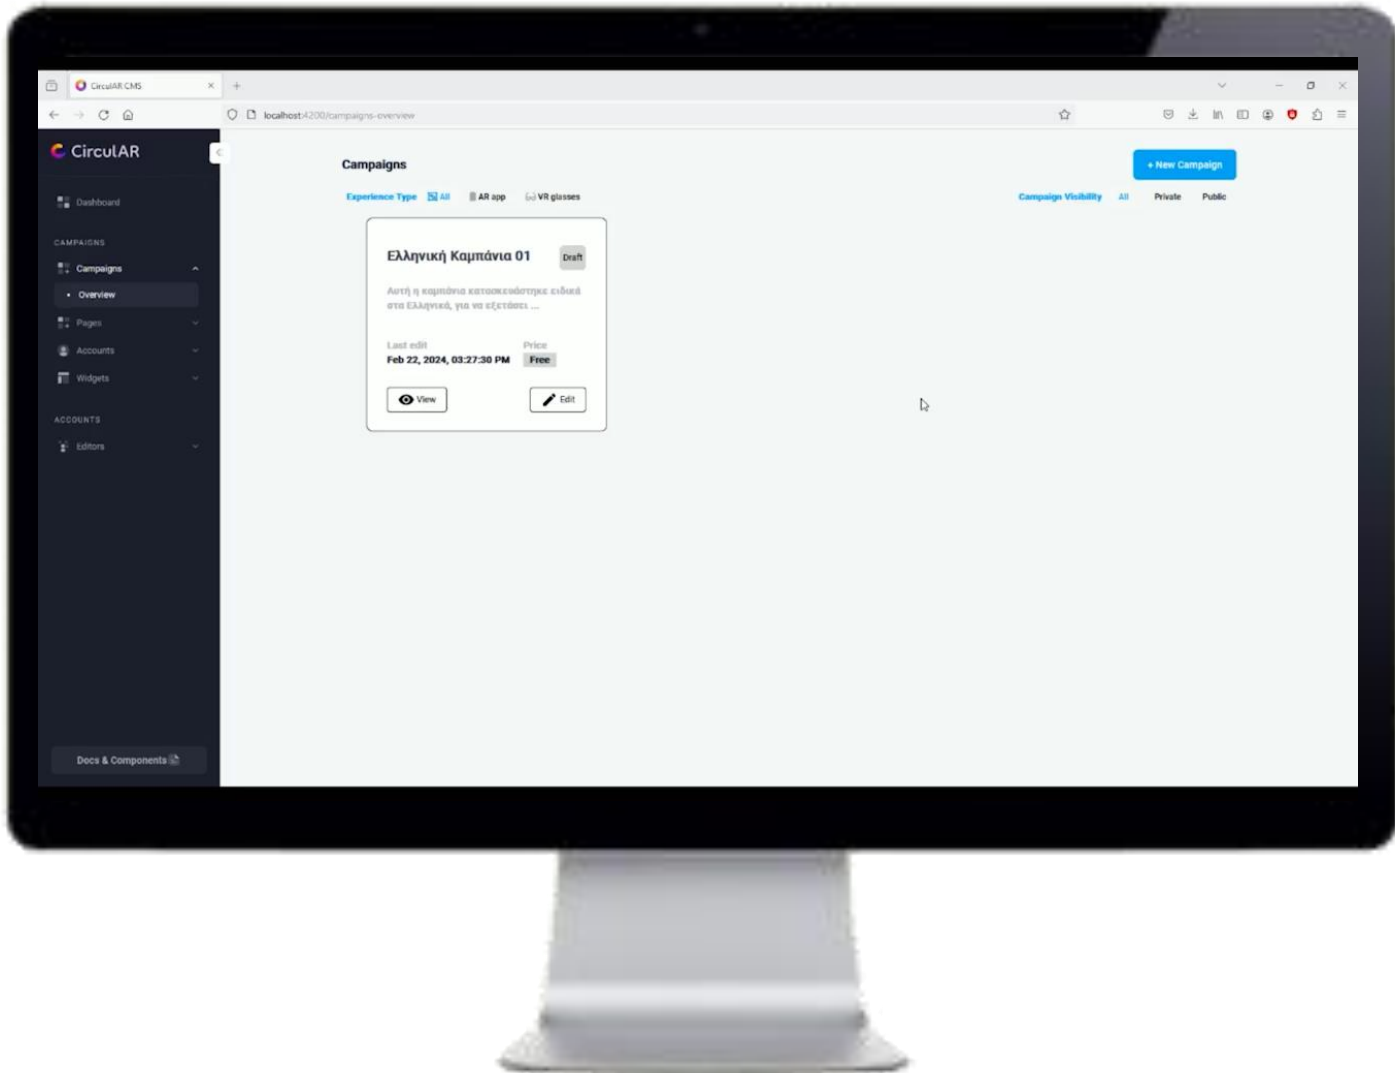 CirculAR CMS
localhost:4200/campaigns-overview
CirculAR
Dashboard
CAMPAIGNS
Campaigns
Overview
Pages
Accounts
Widgets
ACCOUNTS
Editors
Docs & Components
Campaigns
+ New Campaign
Experience Type All AR app VR glasses
Campaign Visibility All Private Public
Ελληνική Καμπάνια 01 Draft
Αυτή η καμπάνια κατασκευάστηκε ειδικά
στα Ελληνικά, για να εξετάσει ...
Last edit Price
Feb 22, 2024, 03:27:30 PM Free
View Edit